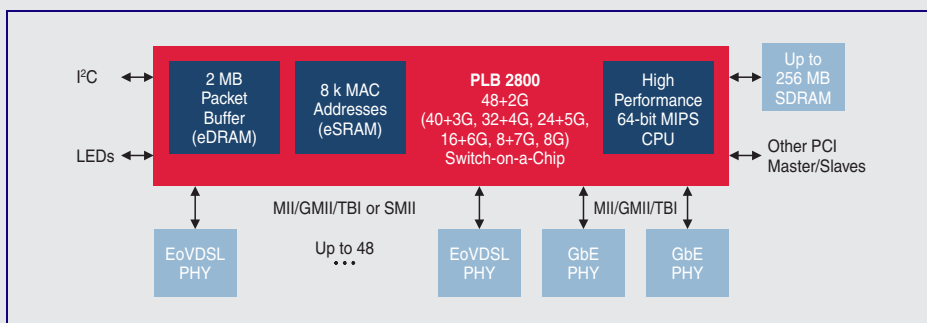 I²C
LEDs
2 MB
Packet
Buffer
(eDRAM)
8 k MAC
Addresses
(eSRAM)
PLB 2800
48+2G
(40+3G, 32+4G, 24+5G,
16+6G, 8+7G, 8G)
Switch-on-a-Chip
High
Performance
64-bit MIPS
CPU
Up to
256 MB
SDRAM
Other PCI
Master/Slaves
MII/GMII/TBI or SMII
MII/GMII/TBI
EoVDSL
PHY
Up to 48
•••
EoVDSL
PHY
GbE
PHY
GbE
PHY